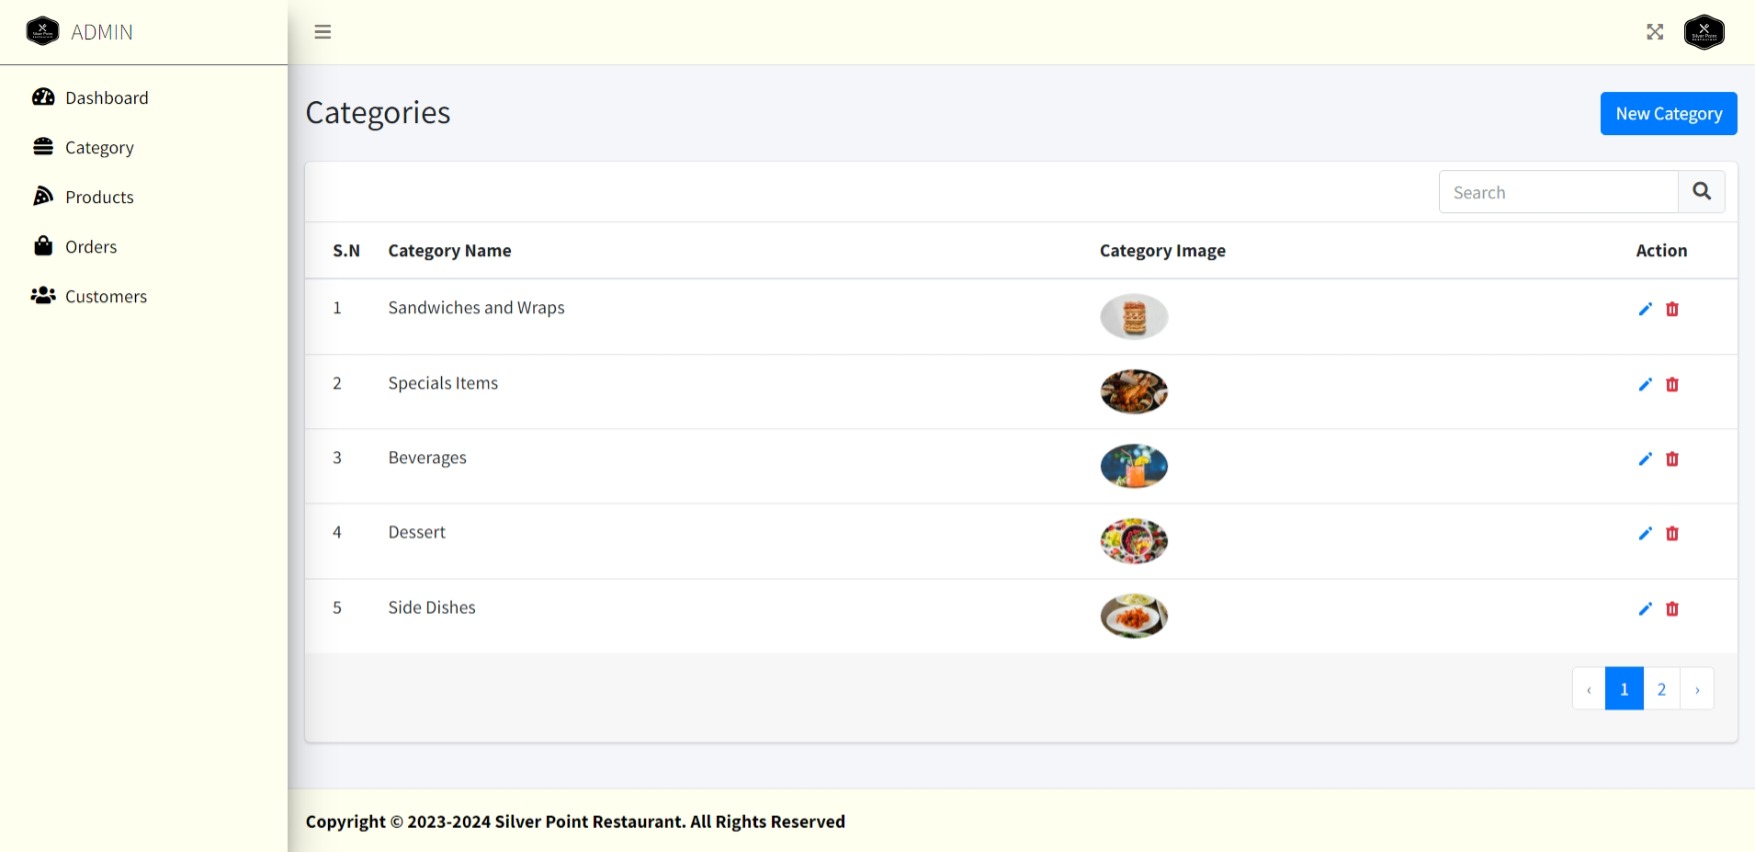 ADMIN
Dashboard
Category
Products
Orders
Customers
Categories
New Category
Search
S.N Category Name Category Image Action
1 Sandwiches and Wraps
2 Specials Items
3 Beverages
4 Dessert
5 Side Dishes
‹ 1 2 ›
Copyright © 2023-2024 Silver Point Restaurant. All Rights Reserved